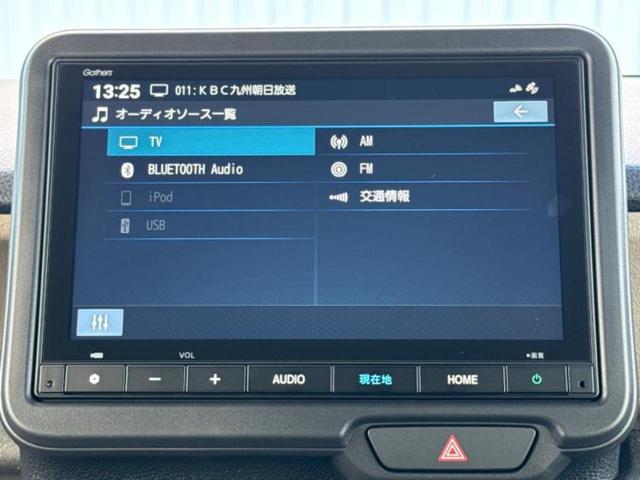 Gathers
13:25 011:KBC九州朝日放送
オーディオソース一覧
TV
AM
BLUETOOTH Audio
FM
iPod
交通情報
USB
VOL
•画質
AUDIO
現在地
HOME